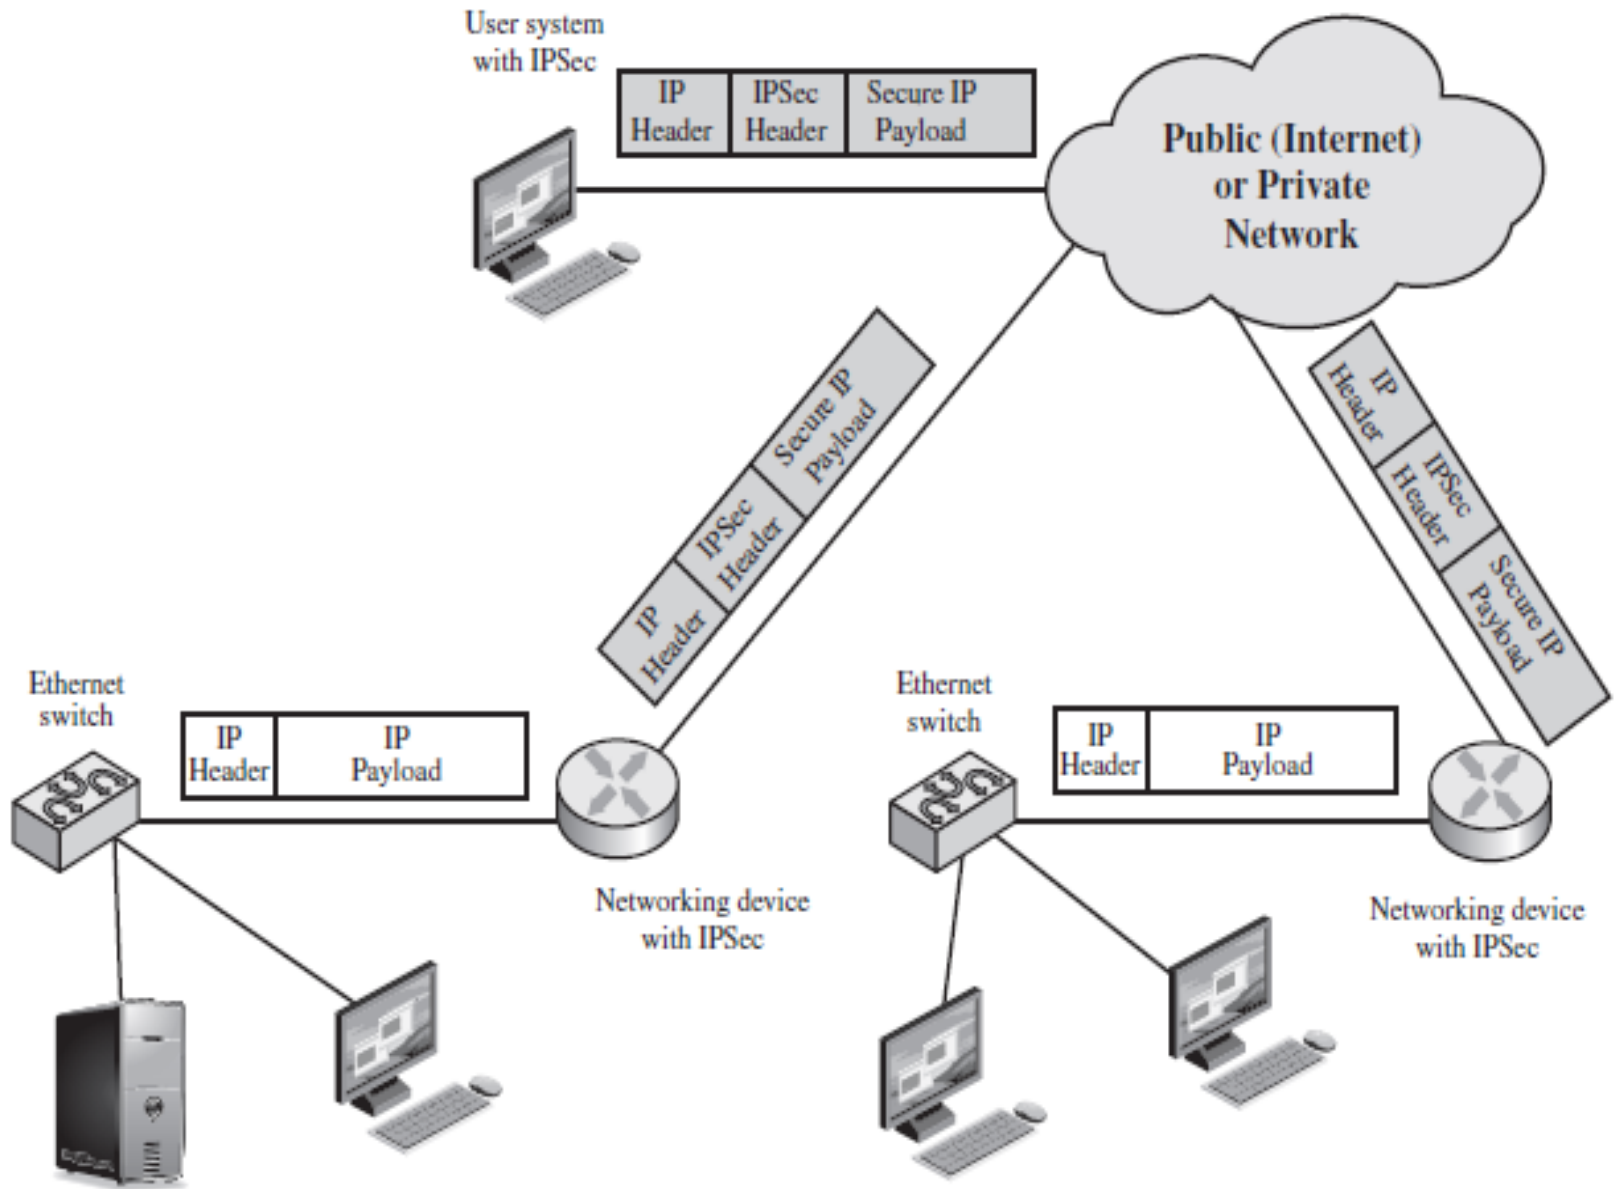 User system
with IPSec
IP
Header
IPSec
Header
Secure IP
Payload
Public (Internet)
or Private
Network
IP
Header
IPSec
Header
Secure IP
Payload
IP
Header
IPSec
Header
Secure IP
Payload
Ethernet
switch
IP
Header
IP
Payload
Networking device
with IPSec
Ethernet
switch
IP
Header
IP
Payload
Networking device
with IPSec